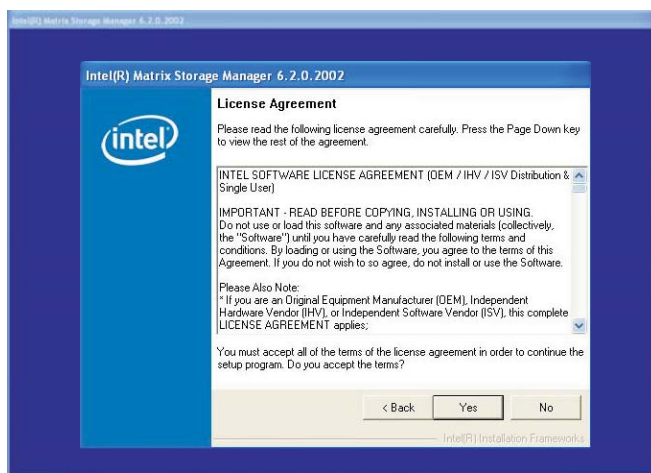 Intel(R) Matrix Storage Manager 6.2.0.2002
Intel(R) Matrix Storage Manager 6.2.0.2002
intel
License Agreement
Please read the following license agreement carefully. Press the Page Down key
to view the rest of the agreement.
INTEL SOFTWARE LICENSE AGREEMENT (OEM / IHV / ISV Distribution &
Single User)
IMPORTANT - READ BEFORE COPYING, INSTALLING OR USING.
Do not use or load this software and any associated materials (collectively,
the "Software") until you have carefully read the following terms and
conditions. By loading or using the Software, you agree to the terms of this
Agreement. If you do not wish to so agree, do not install or use the Software.
Please Also Note:
* If you are an Original Equipment Manufacturer (OEM), Independent
Hardware Vendor (IHV), or Independent Software Vendor (ISV), this complete
LICENSE AGREEMENT applies;
You must accept all of the terms of the license agreement in order to continue the
setup program. Do you accept the terms?
< Back Yes No
Intel(R) Installation Frameworks